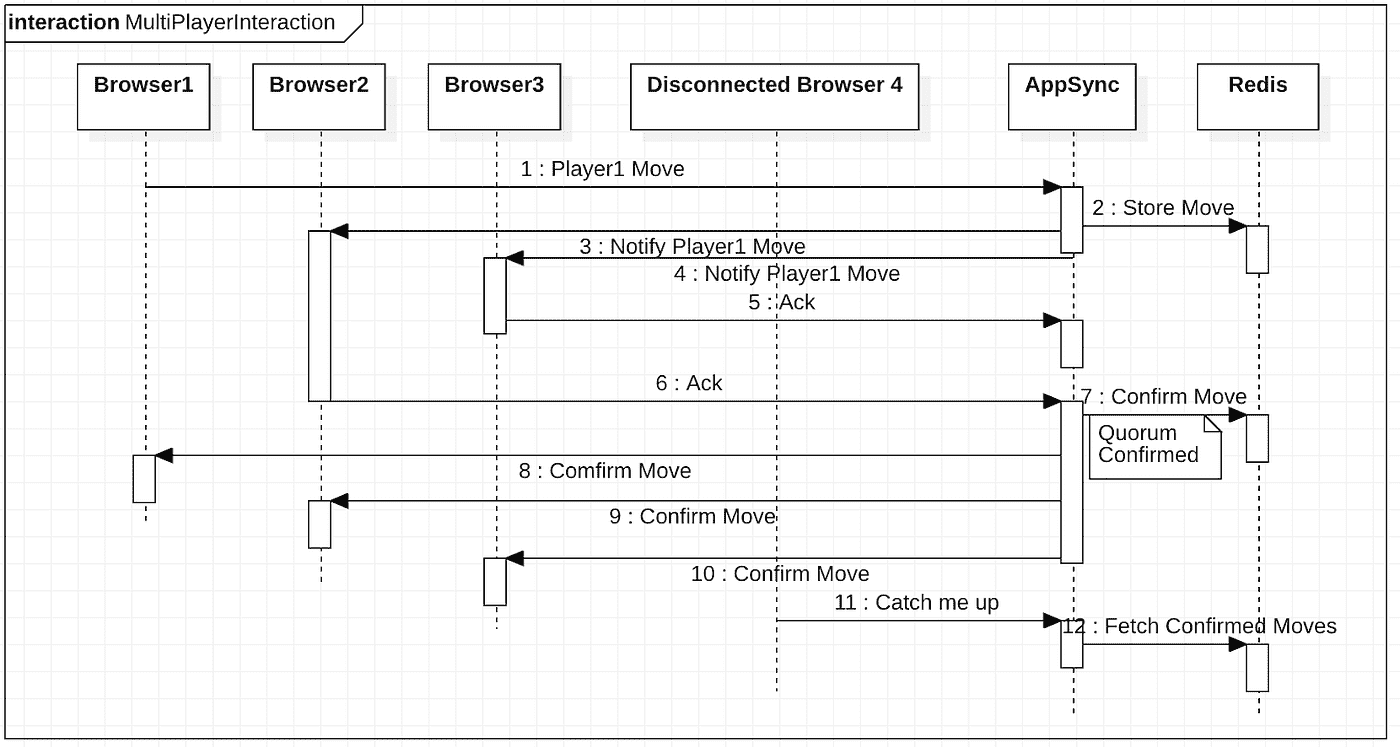 interaction MultiPlayerInteraction
Browser1
Browser2
Browser3
Disconnected Browser 4
AppSync
Redis
1 : Player1 Move
2 : Store Move
3 : Notify Player1 Move
4 : Notify Player1 Move
5 : Ack
6 : Ack
7 : Confirm Move
Quorum
Confirmed
8 : Comfirm Move
9 : Confirm Move
10 : Confirm Move
11 : Catch me up
12 : Fetch Confirmed Moves